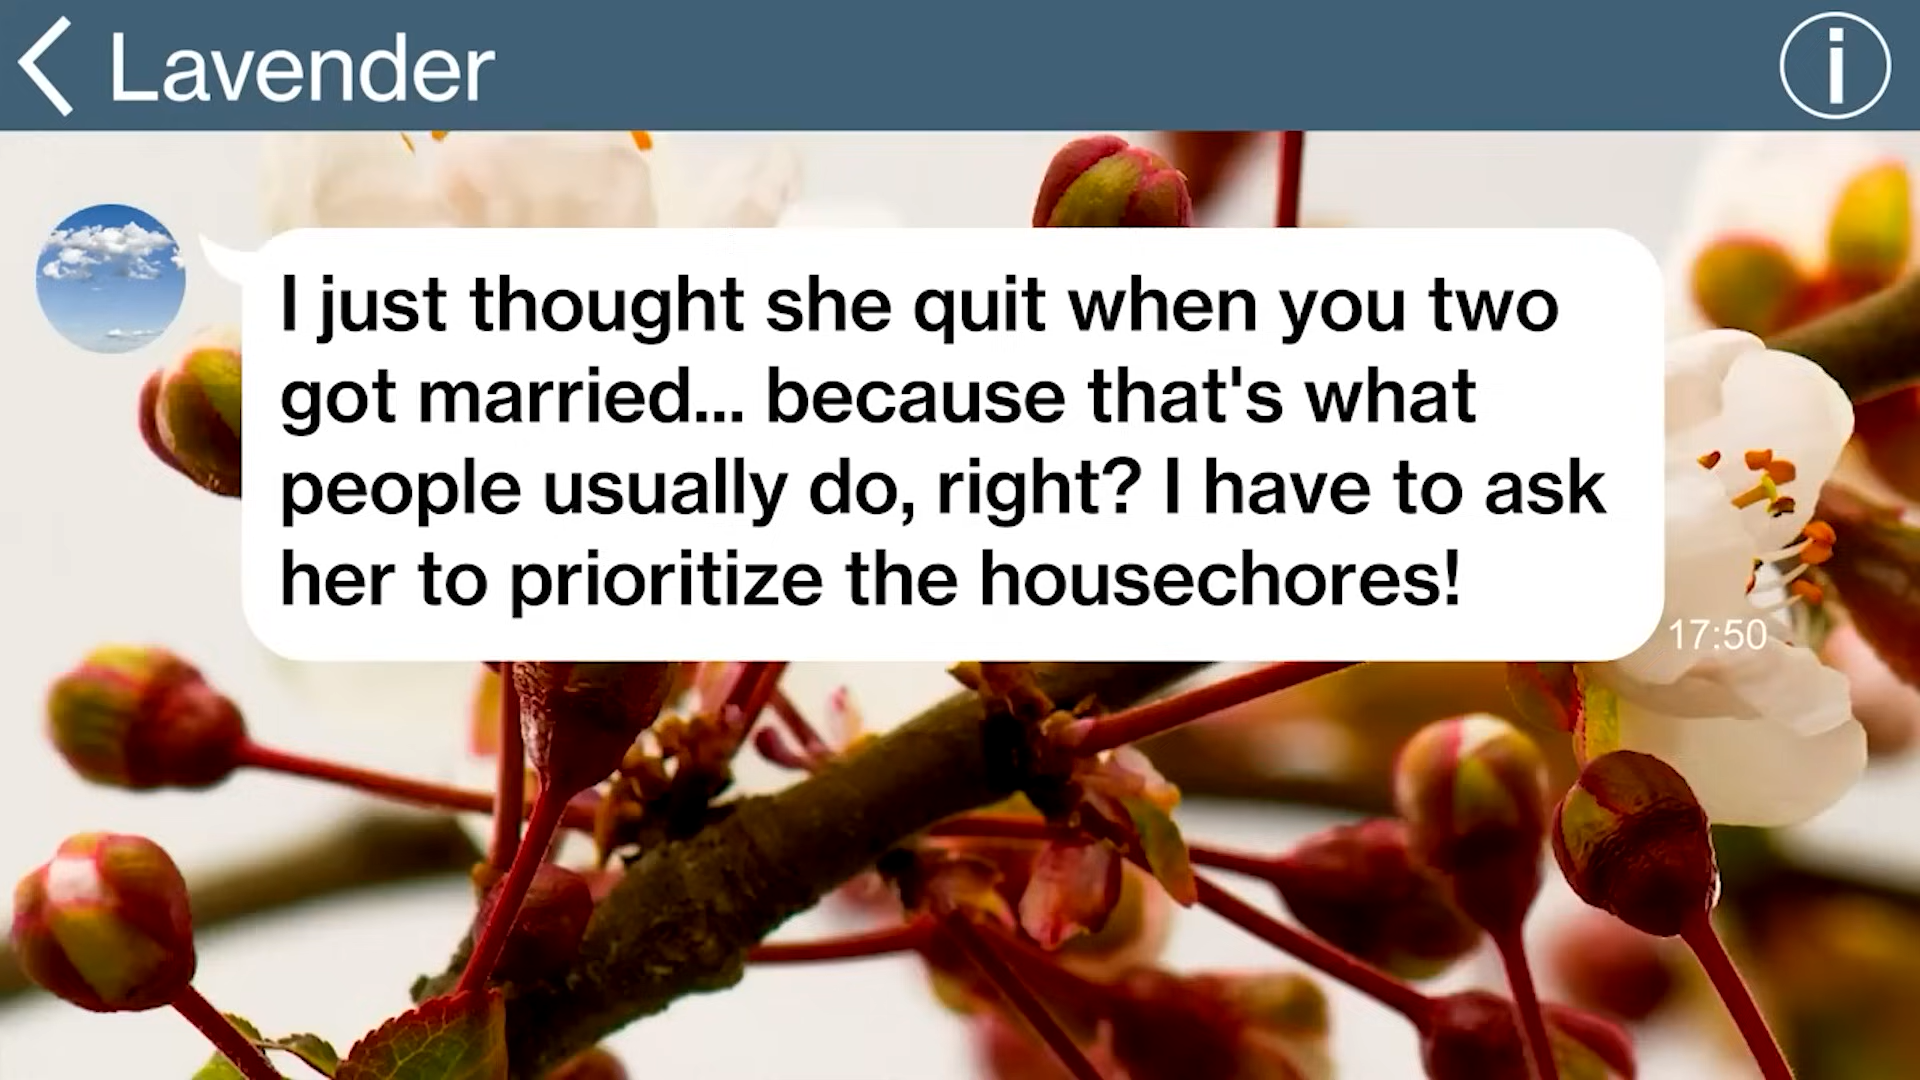 Lavender
I just thought she quit when you two
got married... because that's what
people usually do, right? I have to ask
her to prioritize the housechores!
17:50